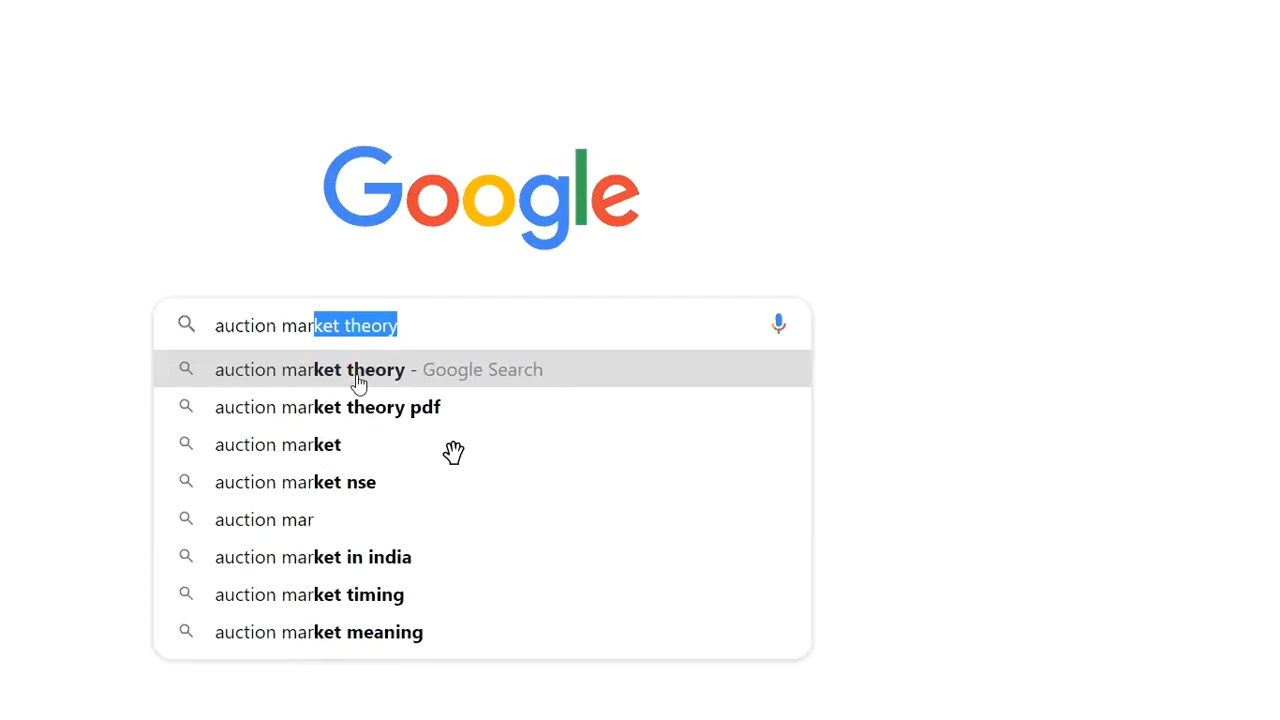 Google
auction market theory
auction market theory - Google Search
auction market theory pdf
auction market
auction market nse
auction mar
auction market in india
auction market timing
auction market meaning